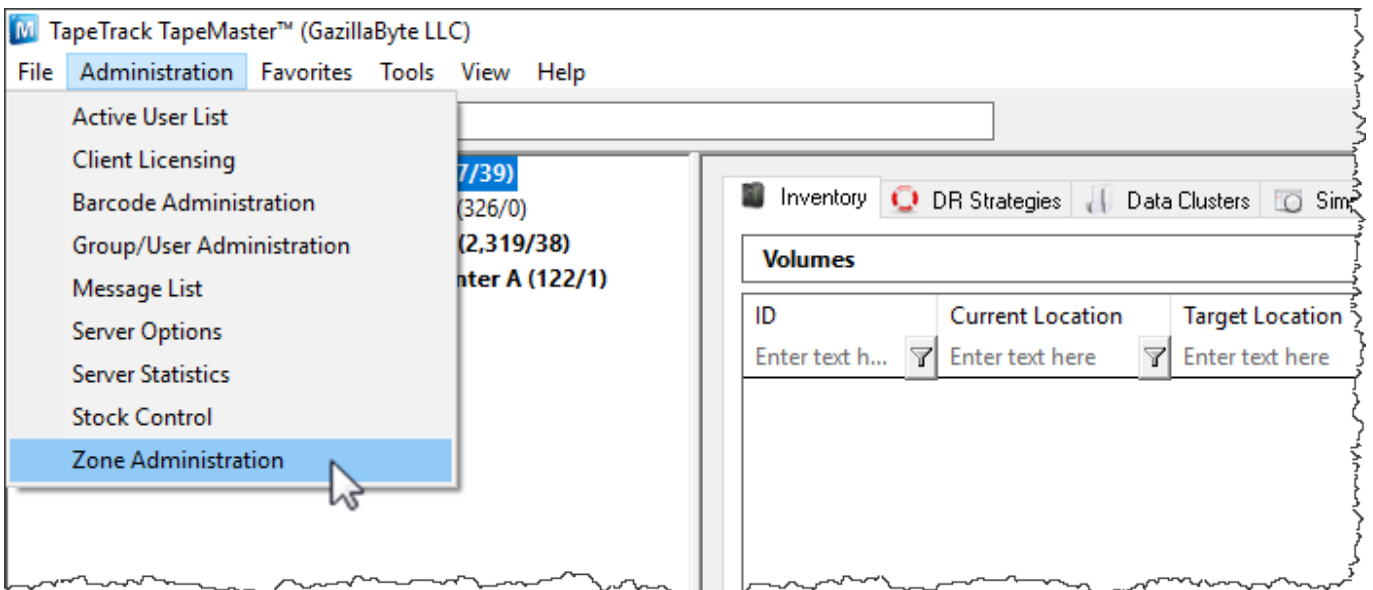 TapeTrack TapeMaster™ (GazillaByte LLC)
File Administration Favorites Tools View Help
Active User List
Client Licensing
Barcode Administration
Group/User Administration
Message List
Server Options
Server Statistics
Stock Control
Zone Administration
7/39)
(326/0)
(2,319/38)
nter A (122/1)
Inventory DR Strategies Data Clusters
Volumes
ID Current Location Target Location
Enter text h... Enter text here Enter text here